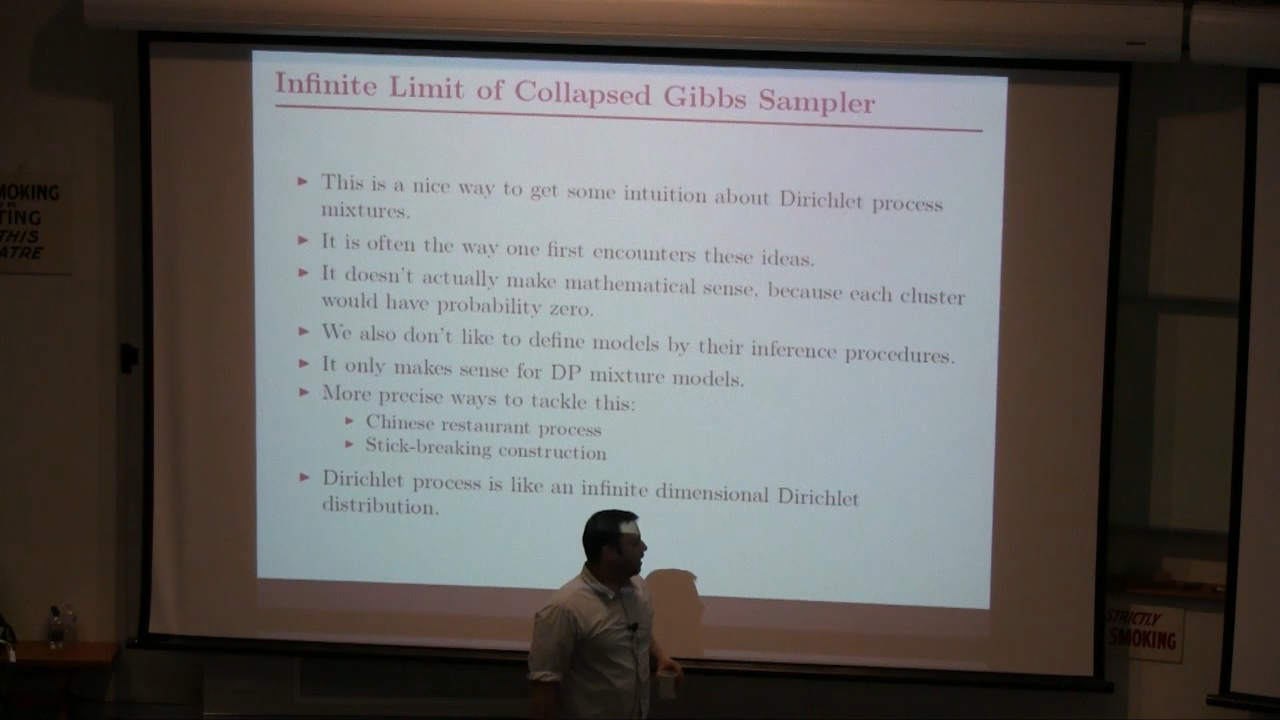 Infinite Limit of Collapsed Gibbs Sampler
This is a nice way to get some intuition about Dirichlet process
mixtures.
It is often the way one first encounters these ideas.
It doesn't actually make mathematical sense, because each cluster
would have probability zero.
We also don't like to define models by their inference procedures.
It only makes sense for DP mixture models.
More precise ways to tackle this:
Chinese restaurant process
Stick-breaking construction
Dirichlet process is like an infinite dimensional Dirichlet
distribution.
MOKING
TING
THIS
ATRE
STRICTLY
SMOKING